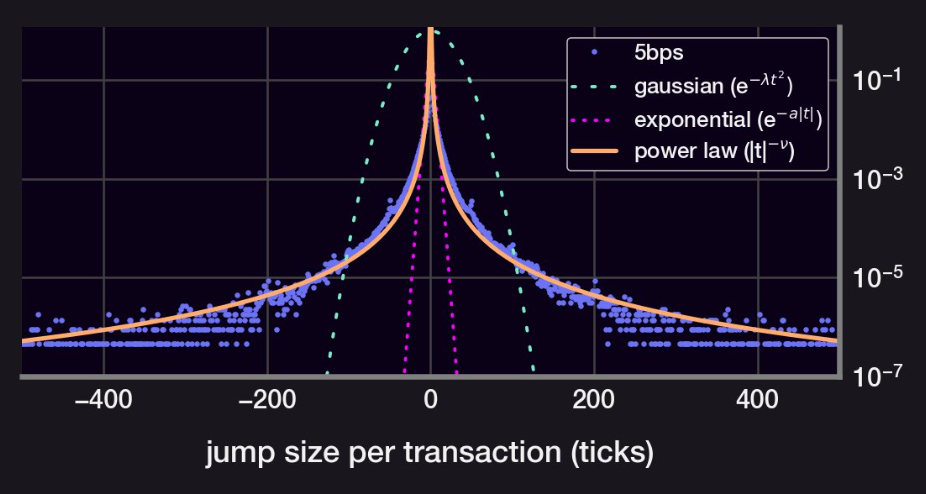 5bps
gaussian (e^−λt²)
exponential (e^−a|t|)
power law (|t|^−ν)
10⁻¹
10⁻³
10⁻⁵
10⁻⁷
−400 −200 0 200 400
jump size per transaction (ticks)